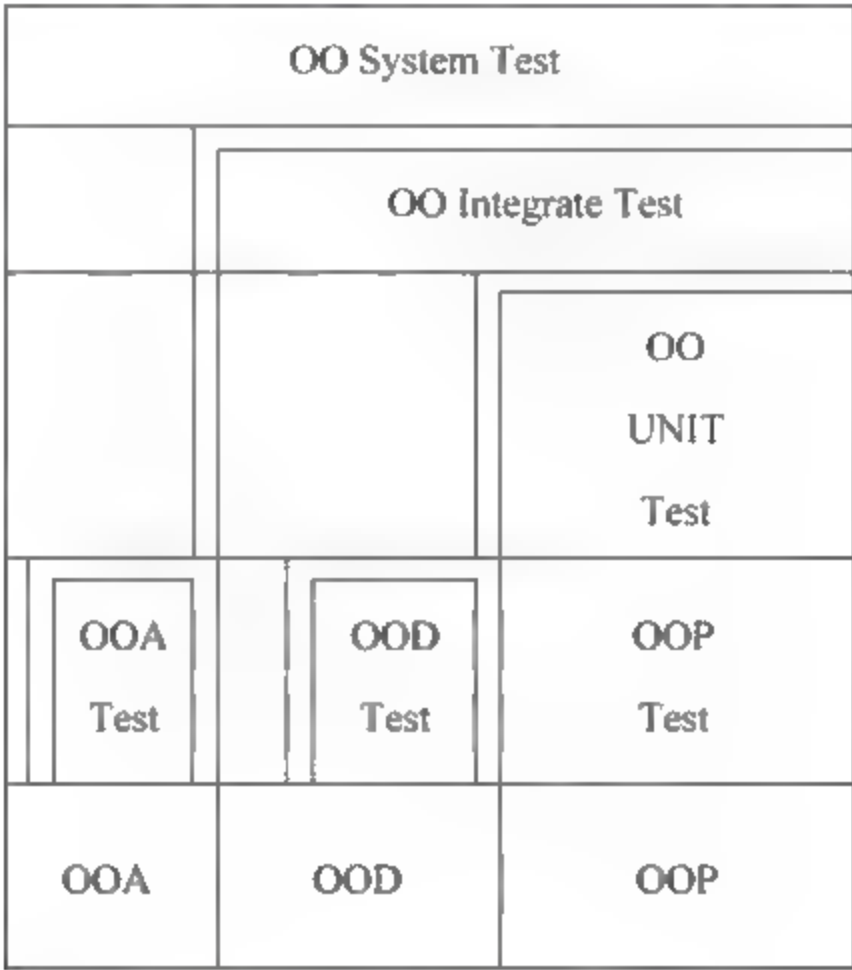 OO System Test
OO Integrate Test
OO
UNIT
Test
OOA
Test
OOD
Test
OOP
Test
OOA
OOD
OOP